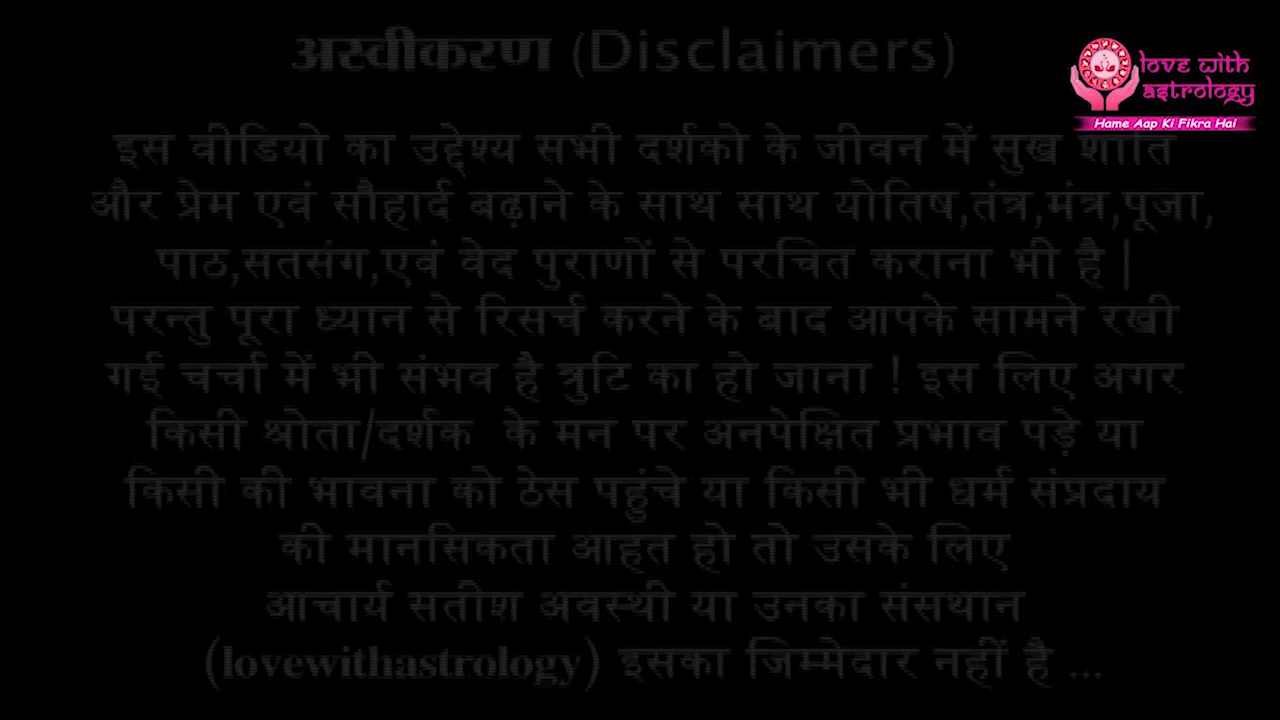 अस्वीकरण (Disclaimers)
love with
astrology
Hame Aap Ki Fikra Hai
इस वीडियो का उद्देश्य सभी दर्शको के जीवन में सुख शांति
और प्रेम एवं सौहार्द बढ़ाने के साथ साथ योतिष,तंत्र,मंत्र,पूजा,
पाठ,सतसंग,एवं वेद पुराणों से परचित कराना भी है |
परन्तु पूरा ध्यान से रिसर्च करने के बाद आपके सामने रखी
गई चर्चा में भी संभव है त्रुटि का हो जाना ! इस लिए अगर
किसी श्रोता/दर्शक के मन पर अनपेक्षित प्रभाव पड़े या
किसी की भावना को ठेस पहुंचे या किसी भी धर्म संप्रदाय
की मानसिकता आहत हो तो उसके लिए
आचार्य सतीश अवस्थी या उनका संसथान
(lovewithastrology) इसका जिम्मेदार नहीं है ...